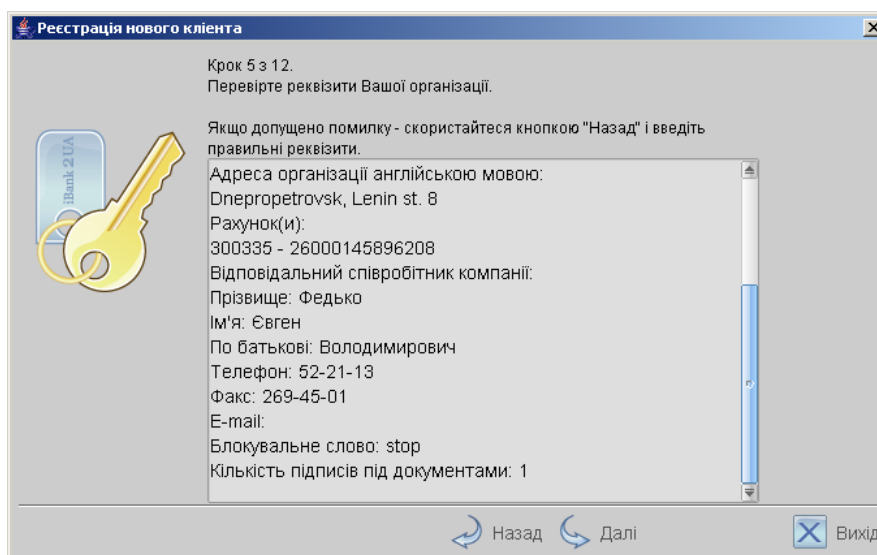 Реєстрація нового клієнта
Крок 5 з 12.
Перевірте реквізити Вашої організації.
Якщо допущено помилку - скористайтеся кнопкою "Назад" і введіть
правильні реквізити.
iBank 2 UA
Адреса організації англійською мовою:
Dnepropetrovsk, Lenin st. 8
Рахунок(и):
300335 - 26000145896208
Відповідальний співробітник компанії:
Прізвище: Федько
Ім'я: Євген
По батькові: Володимирович
Телефон: 52-21-13
Факс: 269-45-01
E-mail:
Блокувальне слово: stop
Кількість підписів під документами: 1
Назад Далі Вихід